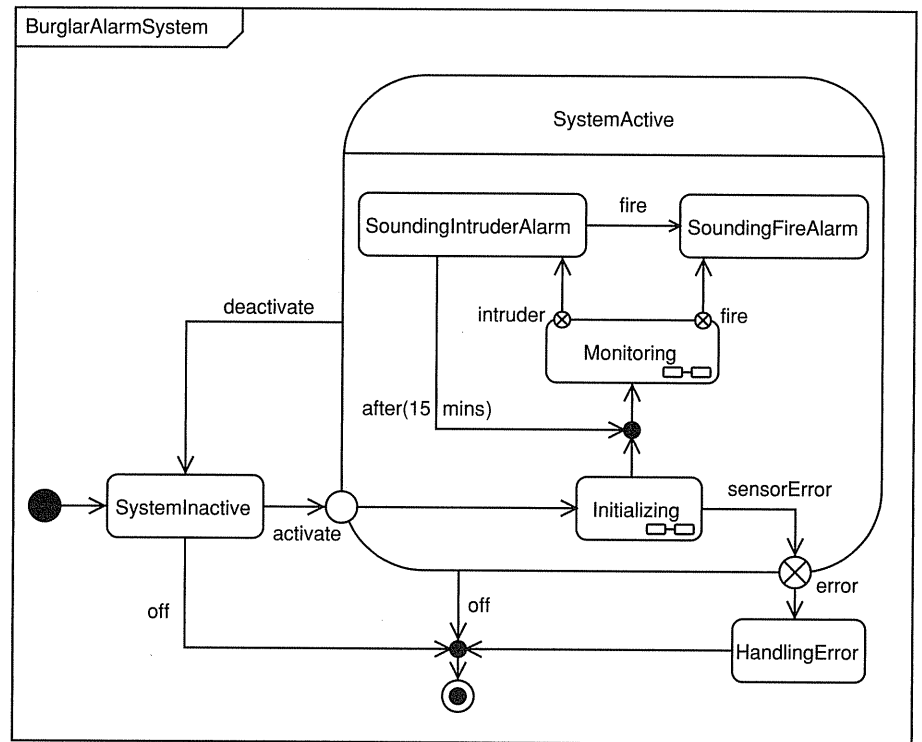 BurglarAlarmSystem
SystemActive
fire
SoundingIntruderAlarm
SoundingFireAlarm
deactivate
intruder
fire
Monitoring
after(15 mins)
SystemInactive
activate
Initializing
sensorError
error
off
off
HandlingError